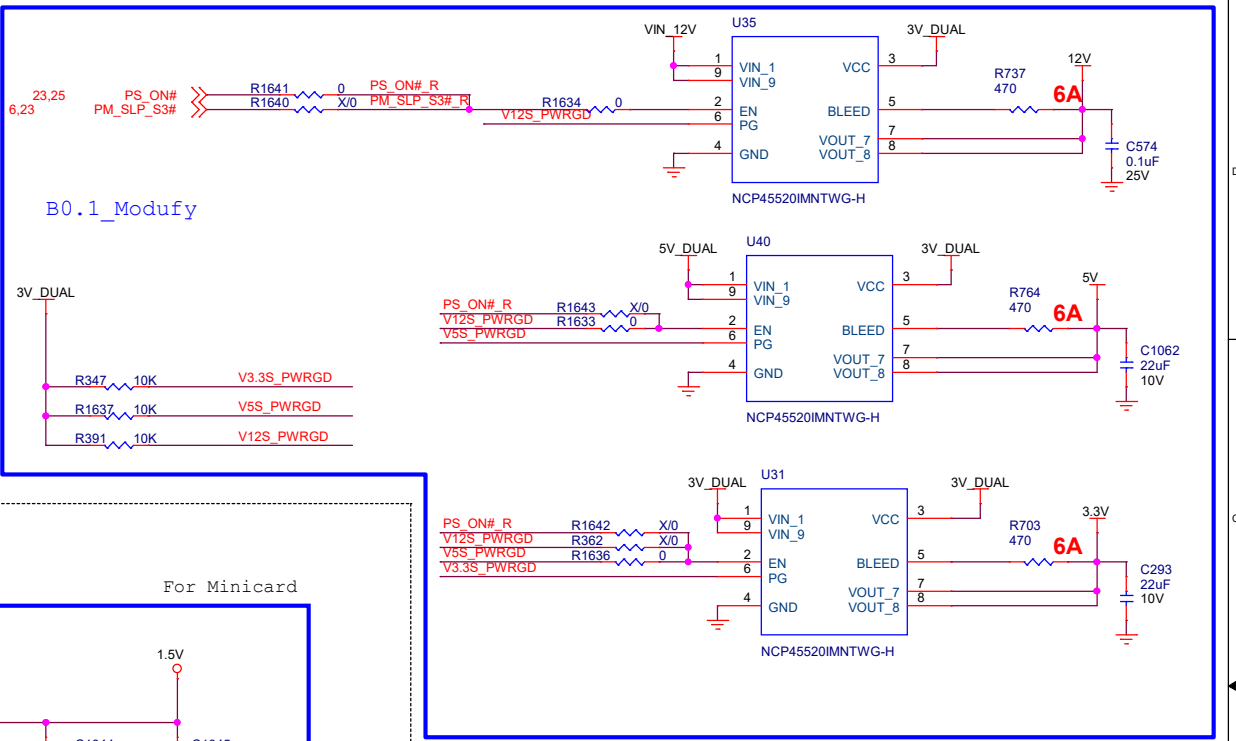 VIN_12V
U35
3V_DUAL
1 VIN_1 VCC 3
9 VIN_9
R737
470
12V
6A
23,25 PS_ON# R1641 0 PS_ON#_R
6,23 PM_SLP_S3# R1640 X/0 PM_SLP_S3#_R
R1634 0
2 EN BLEED 5
V12S_PWRGD
6 PG
VOUT_7 7
VOUT_8 8
4 GND
C574
0.1uF
25V
NCP45520IMNTWG-H
B0.1_Modufy
5V_DUAL
U40
3V_DUAL
1 VIN_1 VCC 3
9 VIN_9
R764
470
5V
6A
PS_ON#_R R1643 X/0
V12S_PWRGD R1633 0
V5S_PWRGD
2 EN BLEED 5
6 PG
VOUT_7 7
VOUT_8 8
4 GND
C1062
22uF
10V
NCP45520IMNTWG-H
3V_DUAL
R347 10K V3.3S_PWRGD
R1637 10K V5S_PWRGD
R391 10K V12S_PWRGD
3V_DUAL
U31
3V_DUAL
1 VIN_1 VCC 3
9 VIN_9
R703
470
3.3V
6A
PS_ON#_R R1642 X/0
V12S_PWRGD R362 X/0
V5S_PWRGD R1636 0
V3.3S_PWRGD
2 EN BLEED 5
6 PG
VOUT_7 7
VOUT_8 8
4 GND
C293
22uF
10V
NCP45520IMNTWG-H
For Minicard
1.5V
D